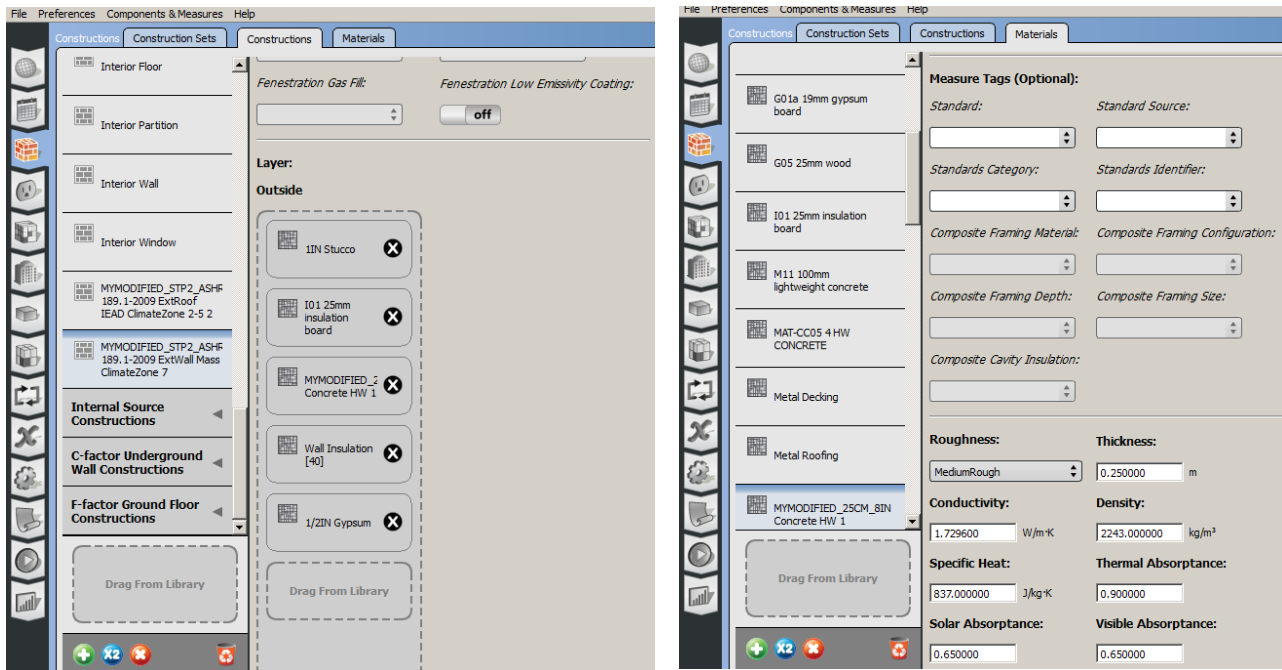 File Preferences Components & Measures Help
Constructions Construction Sets Constructions Materials
Interior Floor
Interior Partition
Interior Wall
Interior Window
MYMODIFIED_STP2_ASHR
189.1-2009 ExtRoof
IEAD ClimateZone 2-5 2
MYMODIFIED_STP2_ASHR
189.1-2009 ExtWall Mass
ClimateZone 7
Internal Source
Constructions
C-factor Underground
Wall Constructions
F-factor Ground Floor
Constructions
Drag From Library
X2
Fenestration Gas Fill:
Fenestration Low Emissivity Coating:
off
Layer:
Outside
1IN Stucco
I01 25mm
insulation
board
MYMODIFIED_2
Concrete HW 1
Wall Insulation
[40]
1/2IN Gypsum
Drag From Library
File Preferences Components & Measures Help
Constructions Construction Sets Constructions Materials
G01a 19mm gypsum
board
G05 25mm wood
I01 25mm insulation
board
M11 100mm
lightweight concrete
MAT-CC05 4 HW
CONCRETE
Metal Decking
Metal Roofing
MYMODIFIED_25CM_8IN
Concrete HW 1
Drag From Library
X2
Measure Tags (Optional):
Standard: Standard Source:
Standards Category: Standards Identifier:
Composite Framing Material: Composite Framing Configuration:
Composite Framing Depth: Composite Framing Size:
Composite Cavity Insulation:
Roughness: Thickness:
MediumRough 0.250000 m
Conductivity: Density:
1.729600 W/m·K 2243.000000 kg/m³
Specific Heat: Thermal Absorptance:
837.000000 J/kg·K 0.900000
Solar Absorptance: Visible Absorptance:
0.650000 0.650000